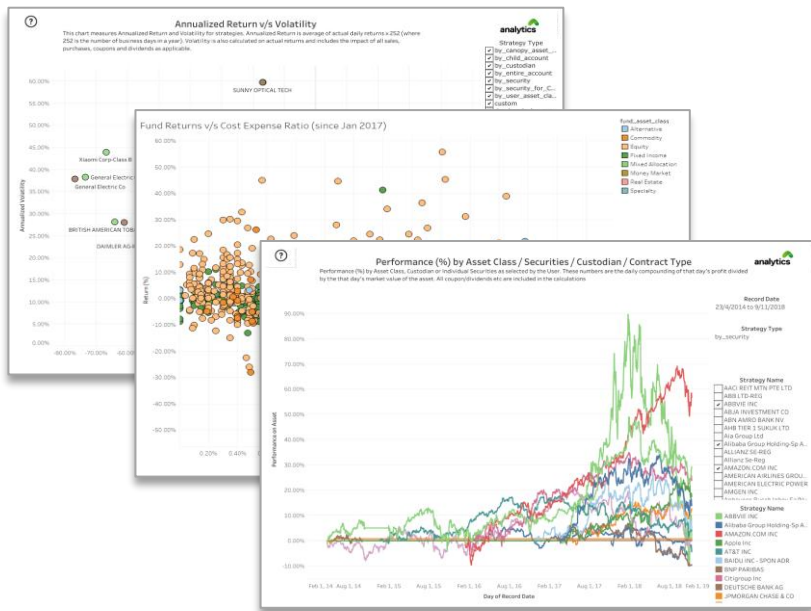 Annualized Return v/s Volatility
This chart measures Annualized Return and Volatility for strategies. Annualized Return is average of actual daily returns x 252 (where
252 is the number of business days in a year). Volatility is also calculated on actual returns and includes the impact of all sales,
purchases, coupons and dividends as applicable.
analytics
Strategy Type
by_canopy_asset_...
by_child_account
by_custodian
by_entire_account
by_security
by_security_for_C...
by_user_asset_cla...
custom
Annualized Volatility
60.00%
50.00%
45.00%
40.00%
35.00%
30.00%
25.00%
20.00%
15.00%
10.00%
5.00%
0.00%
SUNNY OPTICAL TECH
Xiaomi Corp-Class B
General Electric
General Electric Co
BRITISH AMERICAN TOB
DAIMLER AG-R
-80.00%
-70.00%
-60.00%
Fund Returns v/s Cost Expense Ratio (since Jan 2017)
fund_asset_class
Alternative
Commodity
Equity
Fixed Income
Mixed Allocation
Money Market
Real Estate
Specialty
Return (%)
60.00%
50.00%
40.00%
30.00%
20.00%
10.00%
0.00%
-10.00%
-20.00%
-30.00%
-50.00%
0.20%
0.40%
Performance (%) by Asset Class / Securities / Custodian / Contract Type
Performance (%) by Asset Class, Custodian or Individual Securities as selected by the User. These numbers are the daily compounding of that day's profit divided
by the that day's market value of the asset. All coupon/dividends etc are included in the calculations
analytics
Record Date
23/4/2014 to 9/11/2018
Strategy Type
by_security
Strategy Name
AACI REIT MTN PTE LTD
ABB LTD-REG
ABBVIE INC
ABJA INVESTMENT CO
ABN AMRO BANK NV
AHB TIER 1 SUKUK LTD
Aia Group Ltd
Alibaba Group Holding-Sp A..
ALLIANZ SE-REG
Allianz Se-Reg
AMAZON.COM INC
AMERICAN AIRLINES GROU..
AMERICAN ELECTRIC POWER
AMGEN INC
Strategy Name
ABBVIE INC
Alibaba Group Holding-Sp A..
AMAZON.COM INC
Apple Inc
AT&T INC
BAIDU INC - SPON ADR
BNP PARIBAS
Citigroup Inc
DEUTSCHE BANK AG
JPMORGAN CHASE & CO
Performance on Asset
90.00%
80.00%
70.00%
60.00%
50.00%
40.00%
30.00%
20.00%
10.00%
0.00%
-10.00%
Feb 1, 14
Aug 1, 14
Feb 1, 15
Aug 1, 15
Feb 1, 16
Aug 1, 16
Feb 1, 17
Aug 1, 17
Feb 1, 18
Aug 1, 18
Feb 1, 19
Day of Record Date